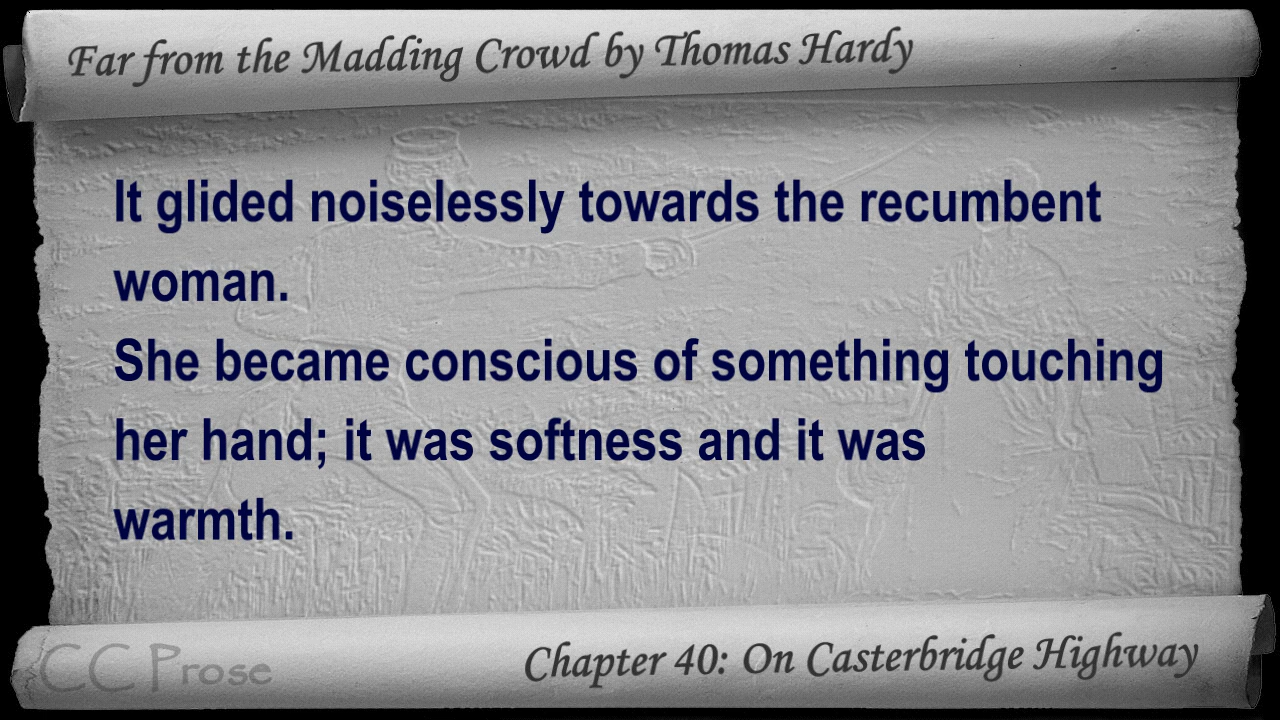 Far from the Madding Crowd by Thomas Hardy
It glided noiselessly towards the recumbent
woman.
She became conscious of something touching
her hand; it was softness and it was
warmth.
CC Prose
Chapter 40: On Casterbridge Highway